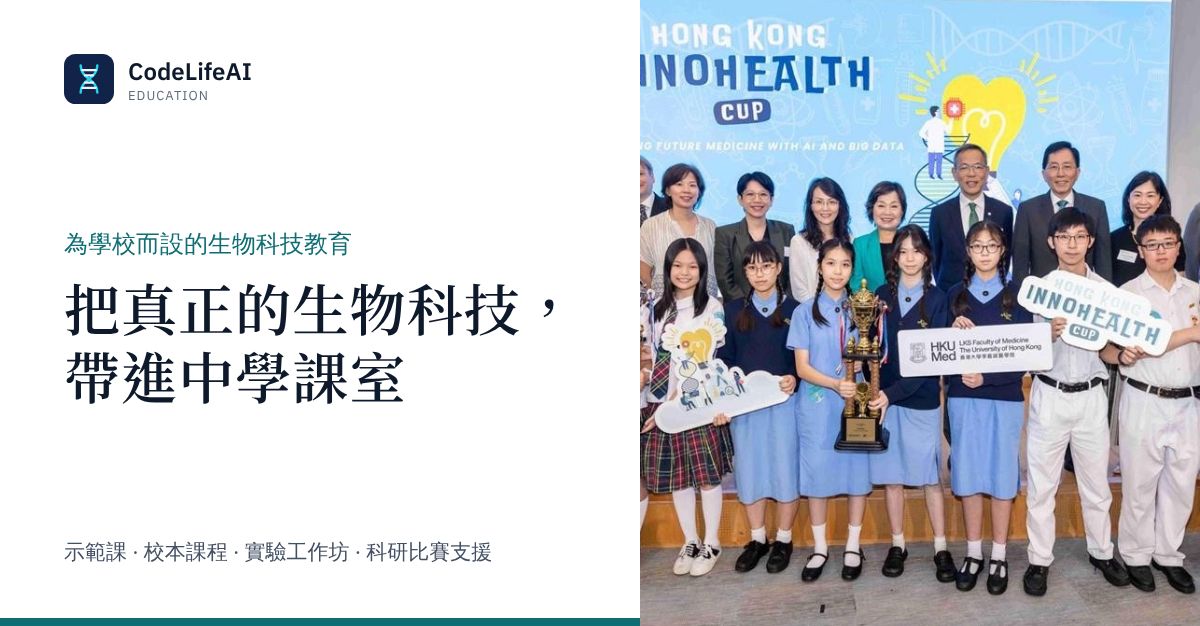 CodeLifeAI
EDUCATION
為學校而設的生物科技教育
把真正的生物科技，
帶進中學課室
示範課 · 校本課程 · 實驗工作坊 · 科研比賽支援
HONG KONG
INNOHEALTH
CUP
NG FUTURE MEDICINE WITH AI AND BIG DATA
HKU
Med
LKS Faculty of Medicine
The University of Hong Kong
香港大學李嘉誠醫學院
HONG KONG
INNOHEALTH
CUP